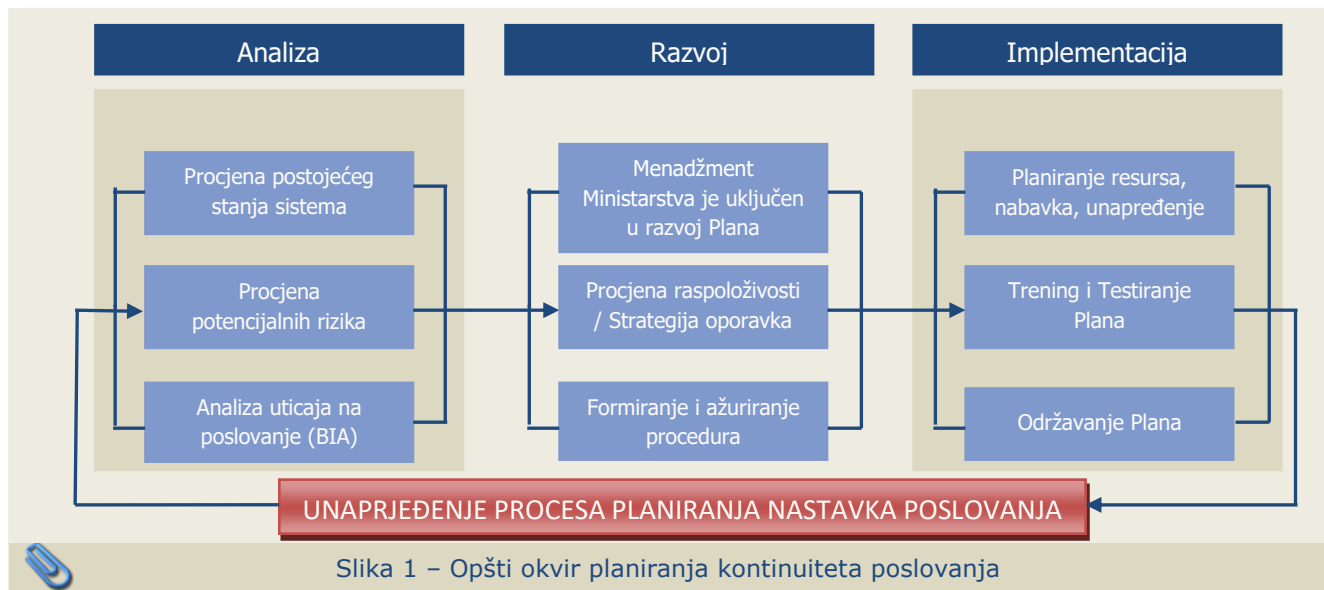 Analiza
Razvoj
Implementacija
Procjena postojećeg
stanja sistema
Procjena
potencijalnih rizika
Analiza uticaja na
poslovanje (BIA)
Menadžment
Ministarstva je uključen
u razvoj Plana
Procjena raspoloživosti
/ Strategija oporavka
Formiranje i ažuriranje
procedura
Planiranje resursa,
nabavka, unapređenje
Trening i Testiranje
Plana
Održavanje Plana
UNAPRJEĐENJE PROCESA PLANIRANJA NASTAVKA POSLOVANJA
Slika 1 – Opšti okvir planiranja kontinuiteta poslovanja